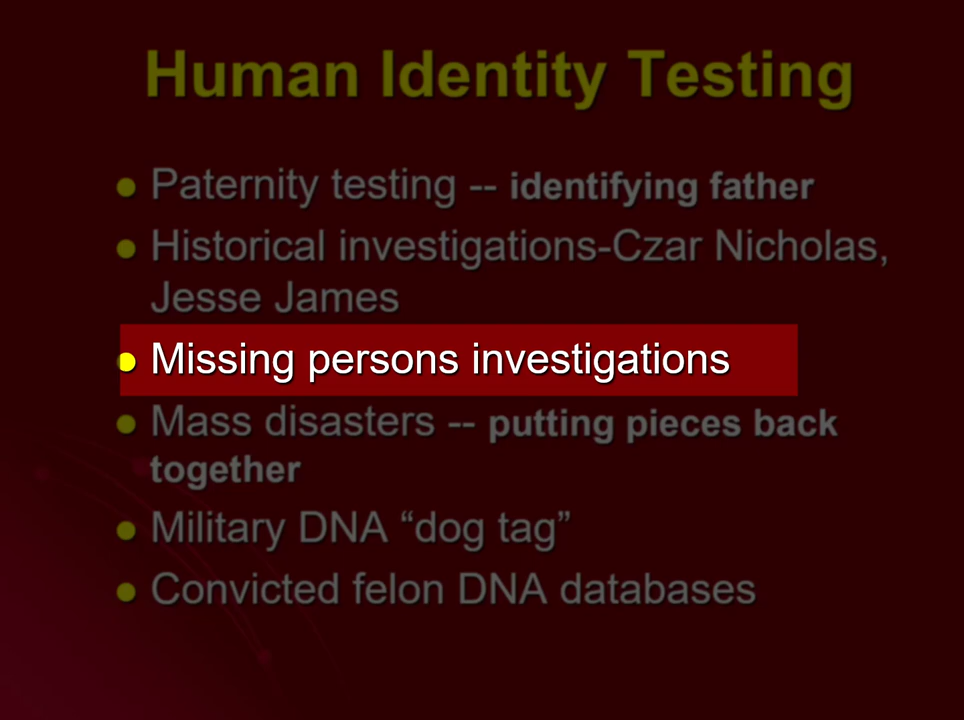 Human Identity Testing
Paternity testing -- identifying father
Historical investigations-Czar Nicholas,
Jesse James
Missing persons investigations
Mass disasters -- putting pieces back
together
Military DNA “dog tag”
Convicted felon DNA databases